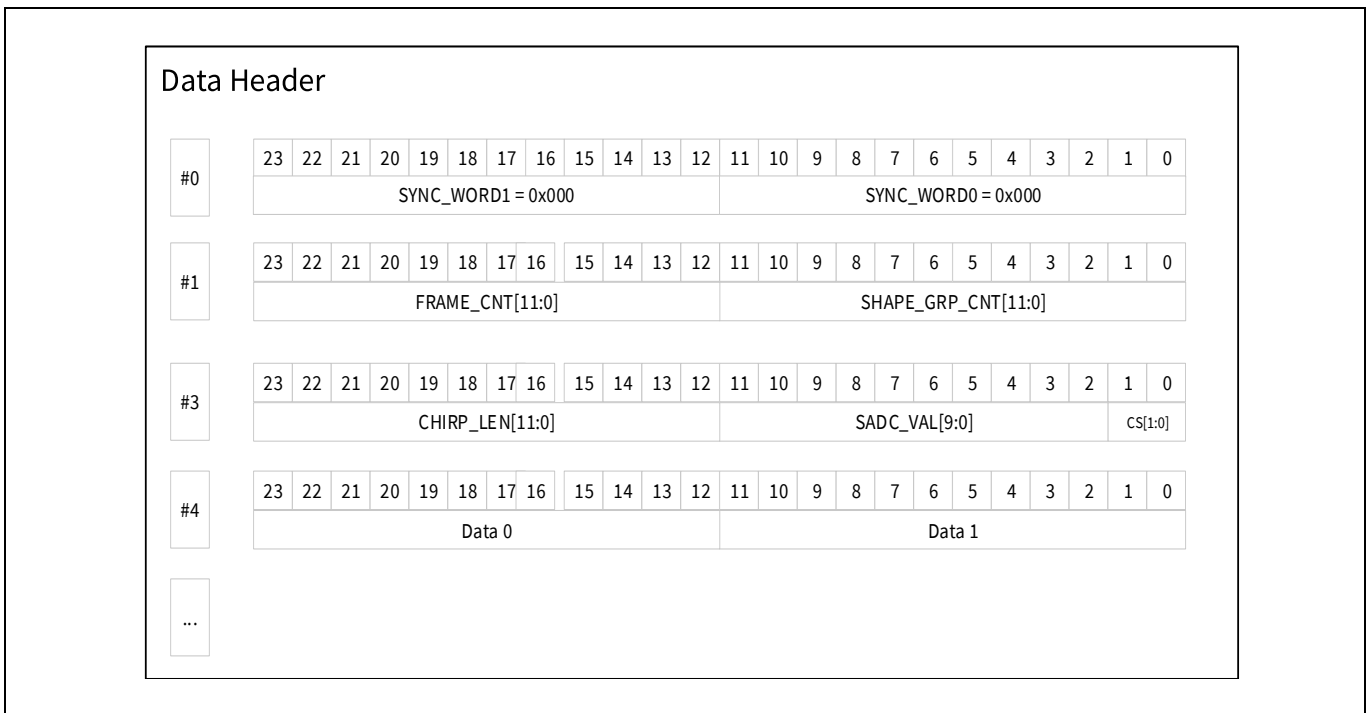 Data Header
#0
23 22 21 20 19 18 17 16 15 14 13 12 11 10 9 8 7 6 5 4 3 2 1 0
SYNC_WORD1 = 0x000 SYNC_WORD0 = 0x000
#1
23 22 21 20 19 18 17 16 15 14 13 12 11 10 9 8 7 6 5 4 3 2 1 0
FRAME_CNT[11:0] SHAPE_GRP_CNT[11:0]
#3
23 22 21 20 19 18 17 16 15 14 13 12 11 10 9 8 7 6 5 4 3 2 1 0
CHIRP_LEN[11:0] SADC_VAL[9:0] CS[1:0]
#4
23 22 21 20 19 18 17 16 15 14 13 12 11 10 9 8 7 6 5 4 3 2 1 0
Data 0 Data 1
...